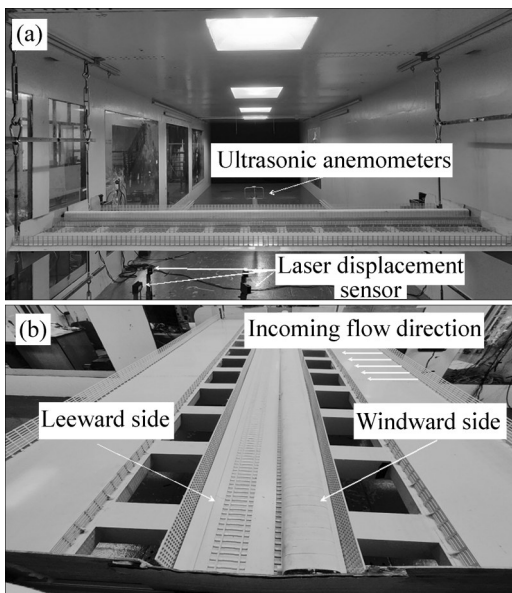 (a)
Ultrasonic anemometers
Laser displacement
sensor
(b)
Incoming flow direction
Leeward side
Windward side